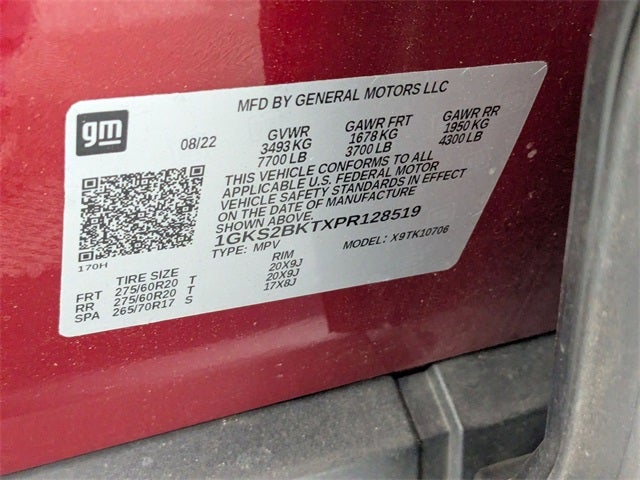 MFD BY GENERAL MOTORS LLC
gm
08/22 GVWR GAWR FRT GAWR RR
3493 KG 1678 KG 1950 KG
7700 LB 3700 LB 4300 LB
THIS VEHICLE CONFORMS TO ALL
APPLICABLE U.S. FEDERAL MOTOR
VEHICLE SAFETY STANDARDS IN EFFECT
ON THE DATE OF MANUFACTURE
SHOWN ABOVE.
1GKS2BKTXPR128519
TYPE: MPV MODEL: X9TK10706
170H
TIRE SIZE RIM
FRT 275/60R20 T 20X9J
RR 275/60R20 T 20X9J
SPA 265/70R17 S 17X8J